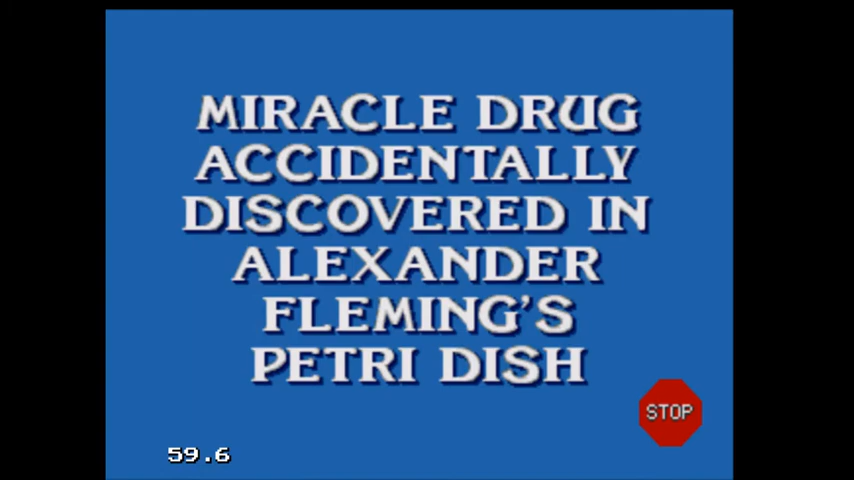 MIRACLE DRUG
ACCIDENTALLY
DISCOVERED IN
ALEXANDER
FLEMING'S
PETRI DISH
STOP
59.6